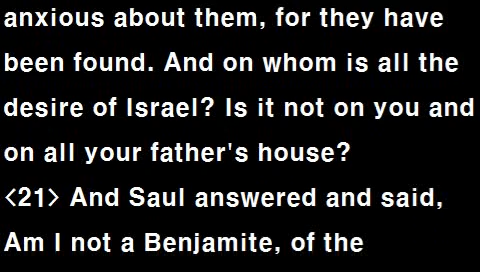 anxious about them, for they have
been found. And on whom is all the
desire of Israel? Is it not on you and
on all your father's house?
<21> And Saul answered and said,
Am I not a Benjamite, of the